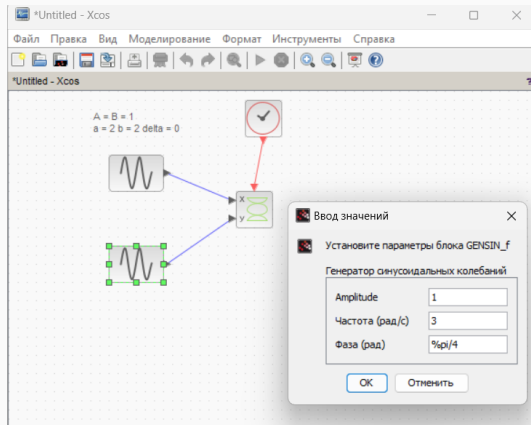 *Untitled - Xcos
Файл Правка Вид Моделирование Формат Инструменты Справка
*Untitled - Xcos
A = B = 1
a = 2 b = 2 delta = 0
x
y
Ввод значений
Установите параметры блока GENSIN_f
Генератор синусоидальных колебаний
Amplitude 1
Частота (рад/с) 3
Фаза (рад) %pi/4
OK Отменить